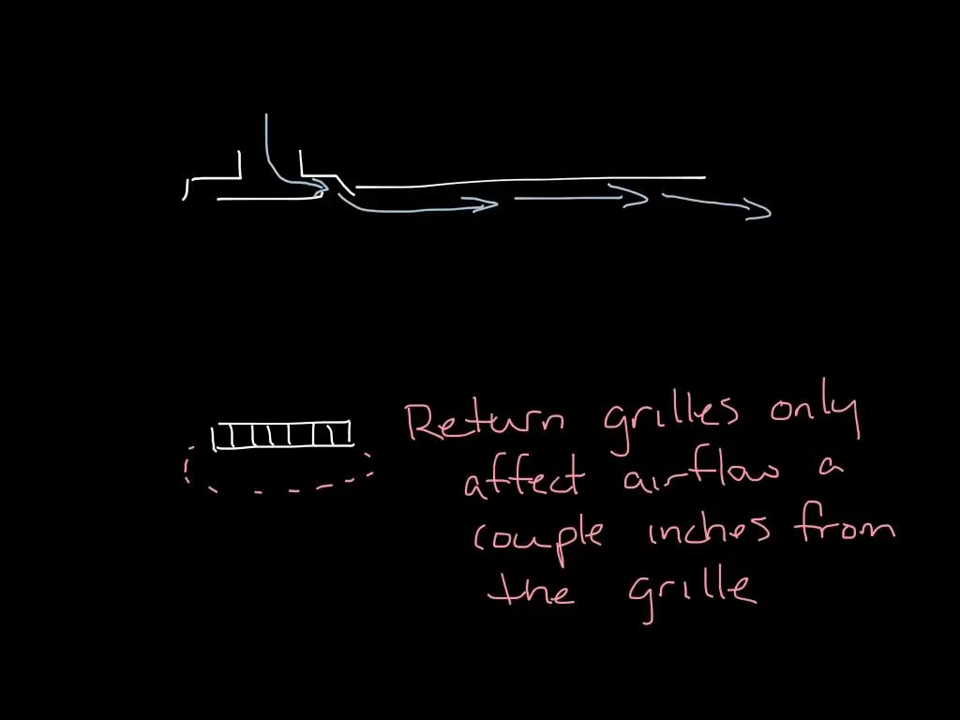 Return grilles only
affect airflow a
couple inches from
the grille